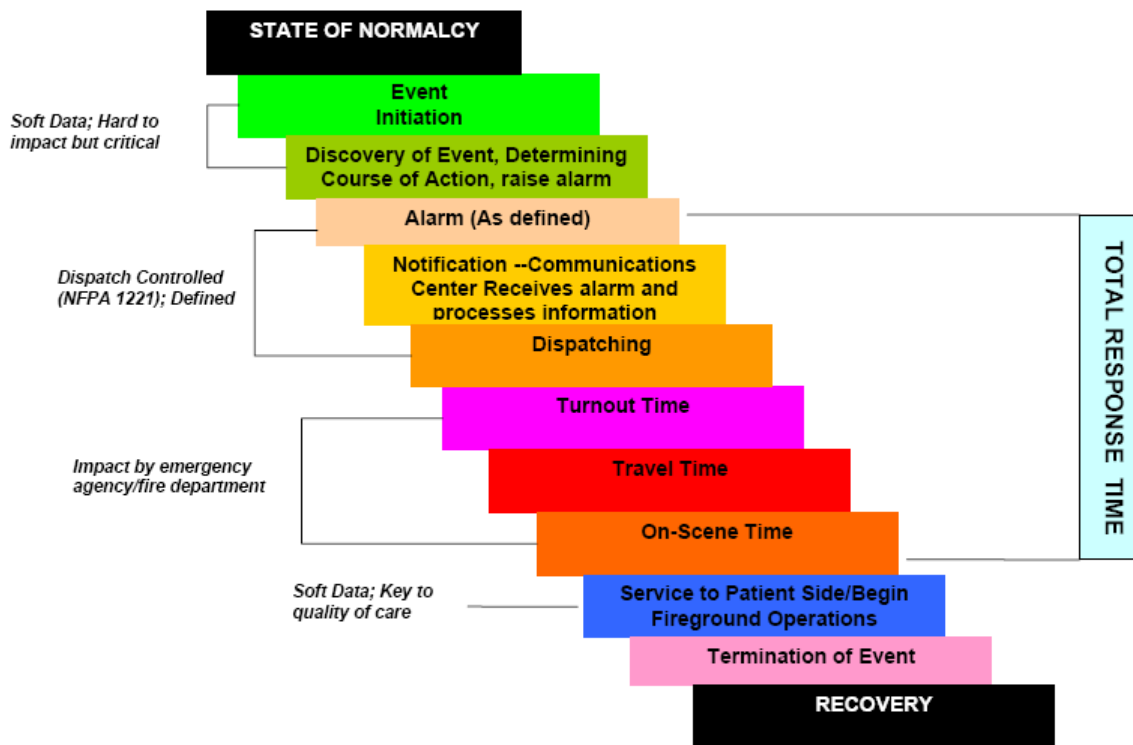 STATE OF NORMALCY
Event
Initiation
Soft Data; Hard to
impact but critical
Discovery of Event, Determining
Course of Action, raise alarm
Alarm (As defined)
Notification --Communications
Center Receives alarm and
processes information
Dispatch Controlled
(NFPA 1221); Defined
Dispatching
Turnout Time
Travel Time
Impact by emergency
agency/fire department
On-Scene Time
TOTAL RESPONSE TIME
Soft Data; Key to
quality of care
Service to Patient Side/Begin
Fireground Operations
Termination of Event
RECOVERY